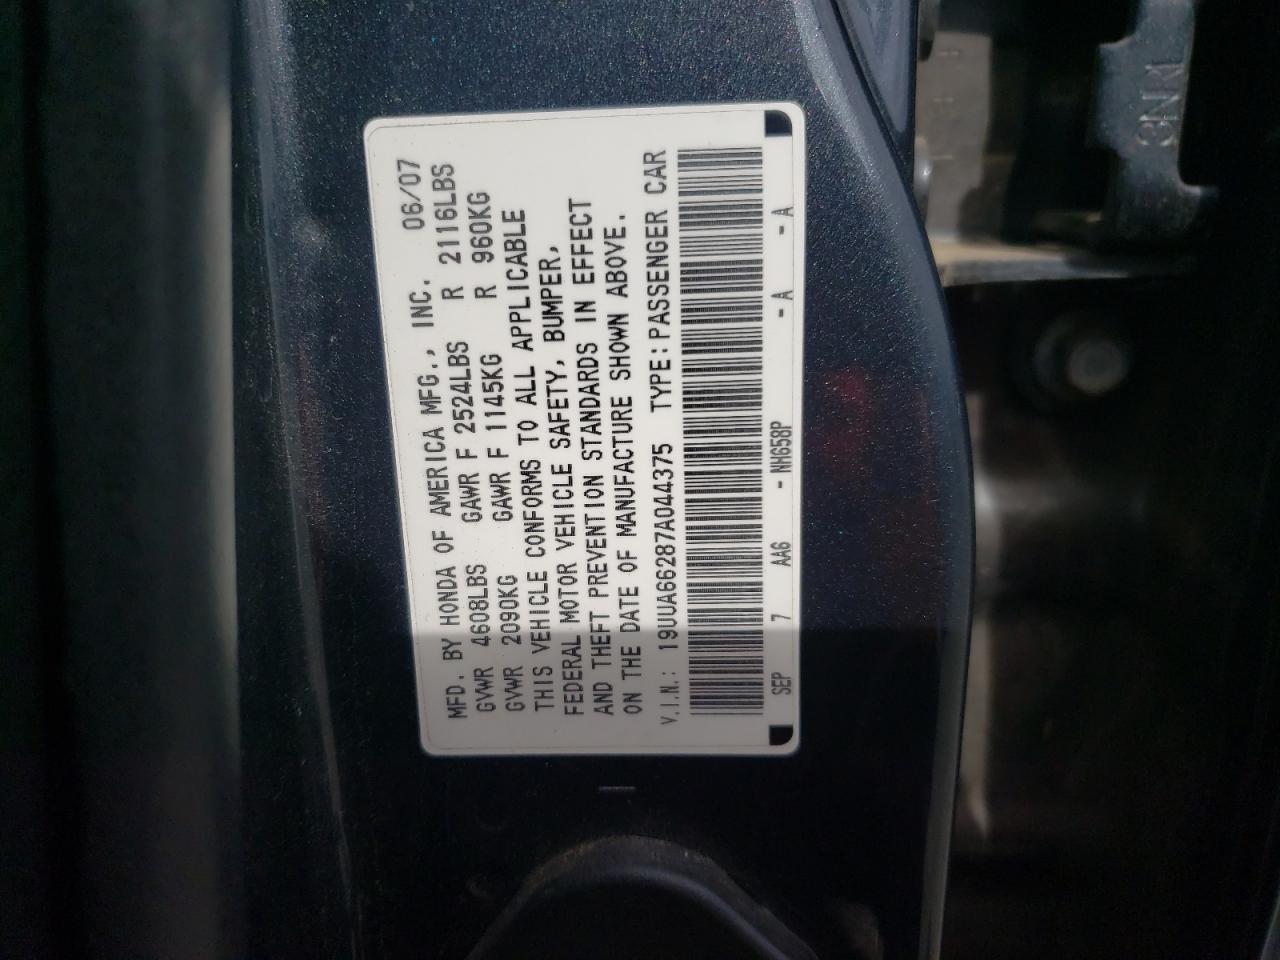 MFD. BY HONDA OF AMERICA MFG., INC. 06/07
GVWR 4608LBS GAWR F 2524LBS R 2116LBS
GVWR 2090KG GAWR F 1145KG R 960KG
THIS VEHICLE CONFORMS TO ALL APPLICABLE
FEDERAL MOTOR VEHICLE SAFETY, BUMPER,
AND THEFT PREVENTION STANDARDS IN EFFECT
ON THE DATE OF MANUFACTURE SHOWN ABOVE.
V.I.N.: 19UUA66287A044375 TYPE:PASSENGER CAR
SEP 7 AA6 - NH658P - A - A